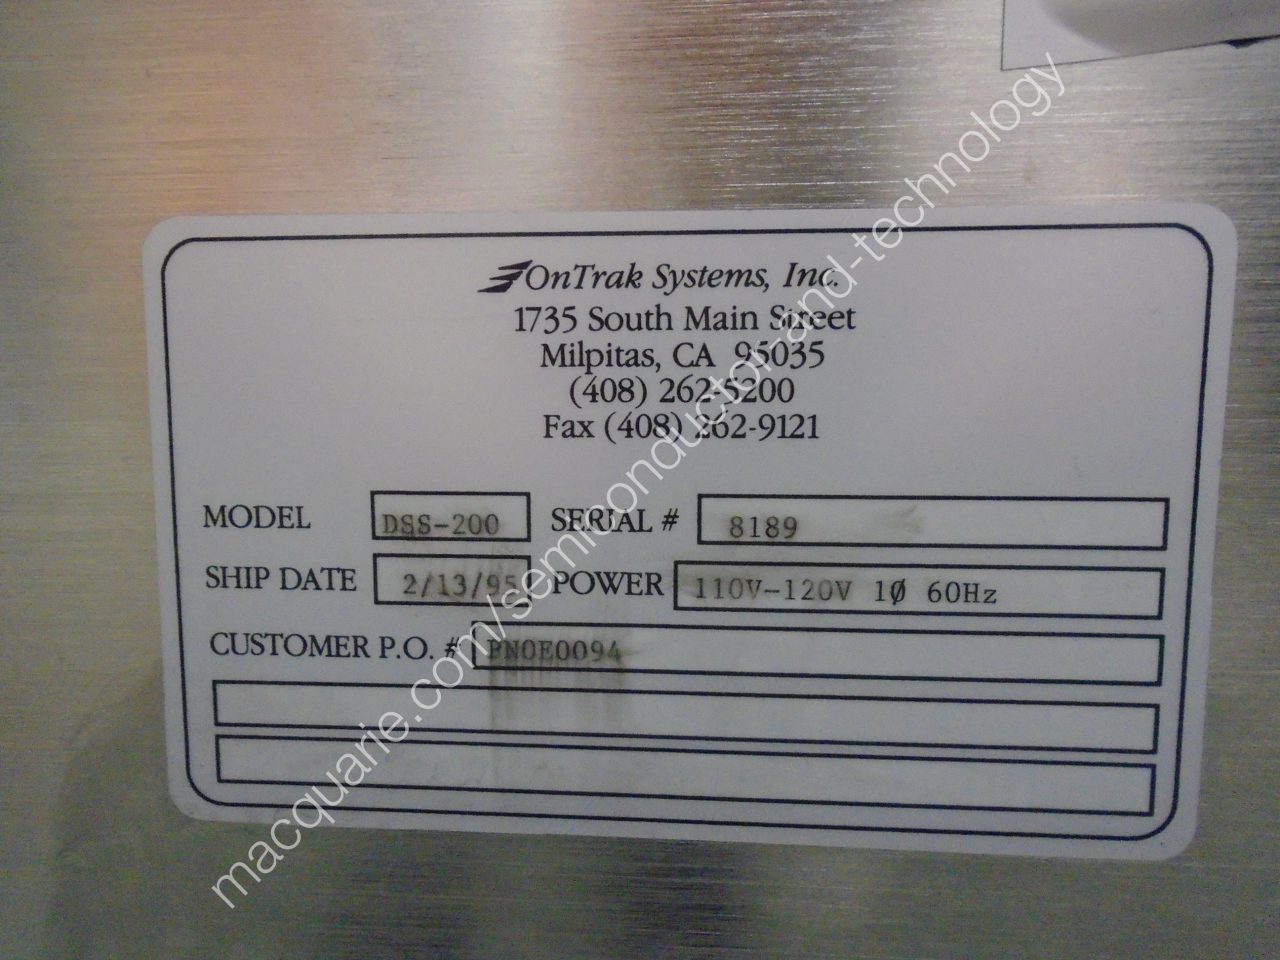 OnTrak Systems, Inc.
1735 South Main Street
Milpitas, CA 95035
(408) 262-5200
Fax (408) 262-9121
MODEL DSS-200 SERIAL # 8189
SHIP DATE 2/13/95 POWER 110V-120V 1Ø 60Hz
CUSTOMER P.O. # PNOE0094
macquarie.com/semiconductor-and-technology